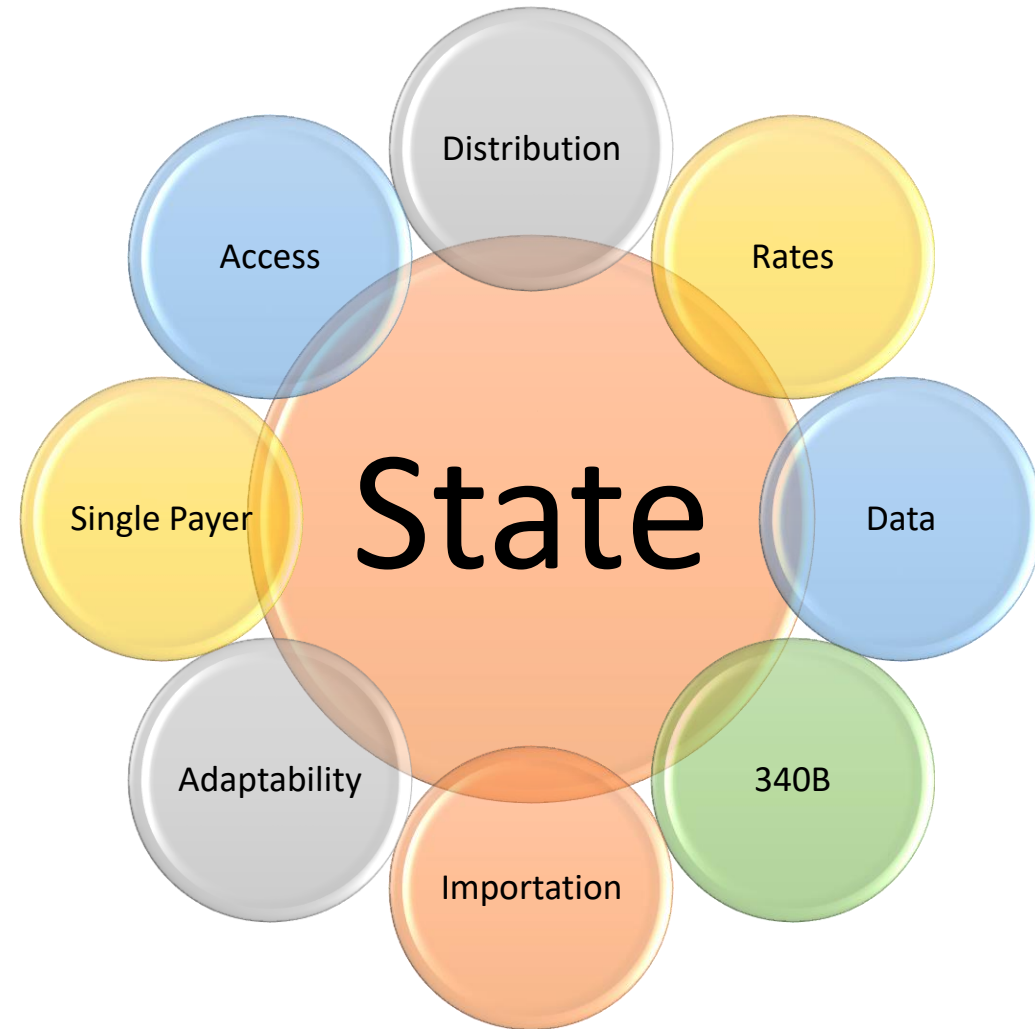 Distribution
Access
Rates
State
Single Payer
Data
Adaptability
340B
Importation